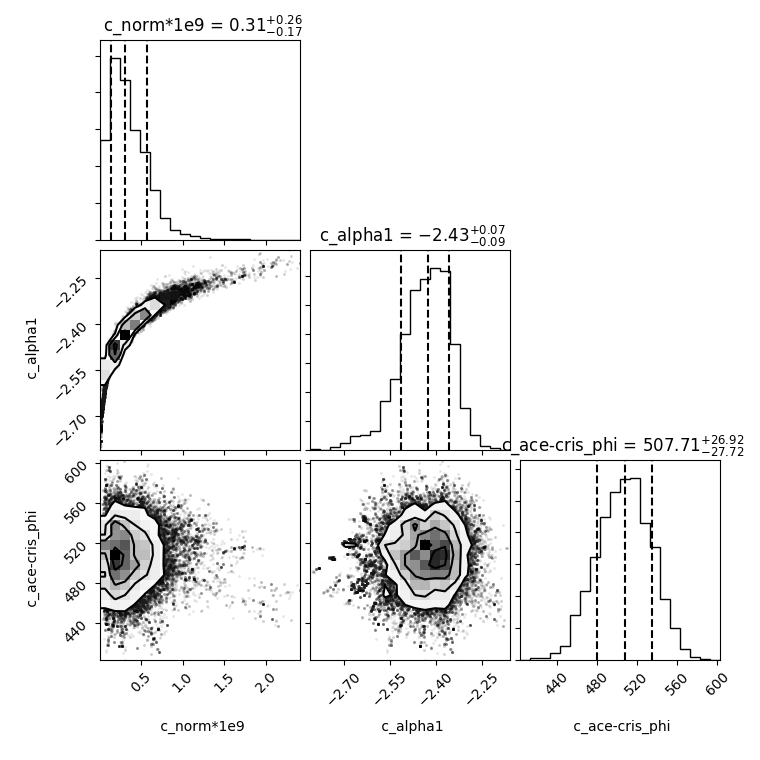 c_norm*1e9 = 0.31+0.26 −0.17
c_alpha1 = −2.43+0.07 −0.09
c_alpha1
−2.25
−2.40
−2.55
−2.70
c_ace-cris_phi = 507.71+26.92 −27.72
c_ace-cris_phi
600
560
520
480
440
0.5
1.0
1.5
2.0
−2.70
−2.55
−2.40
−2.25
440
480
520
560
600
c_norm*1e9
c_alpha1
c_ace-cris_phi